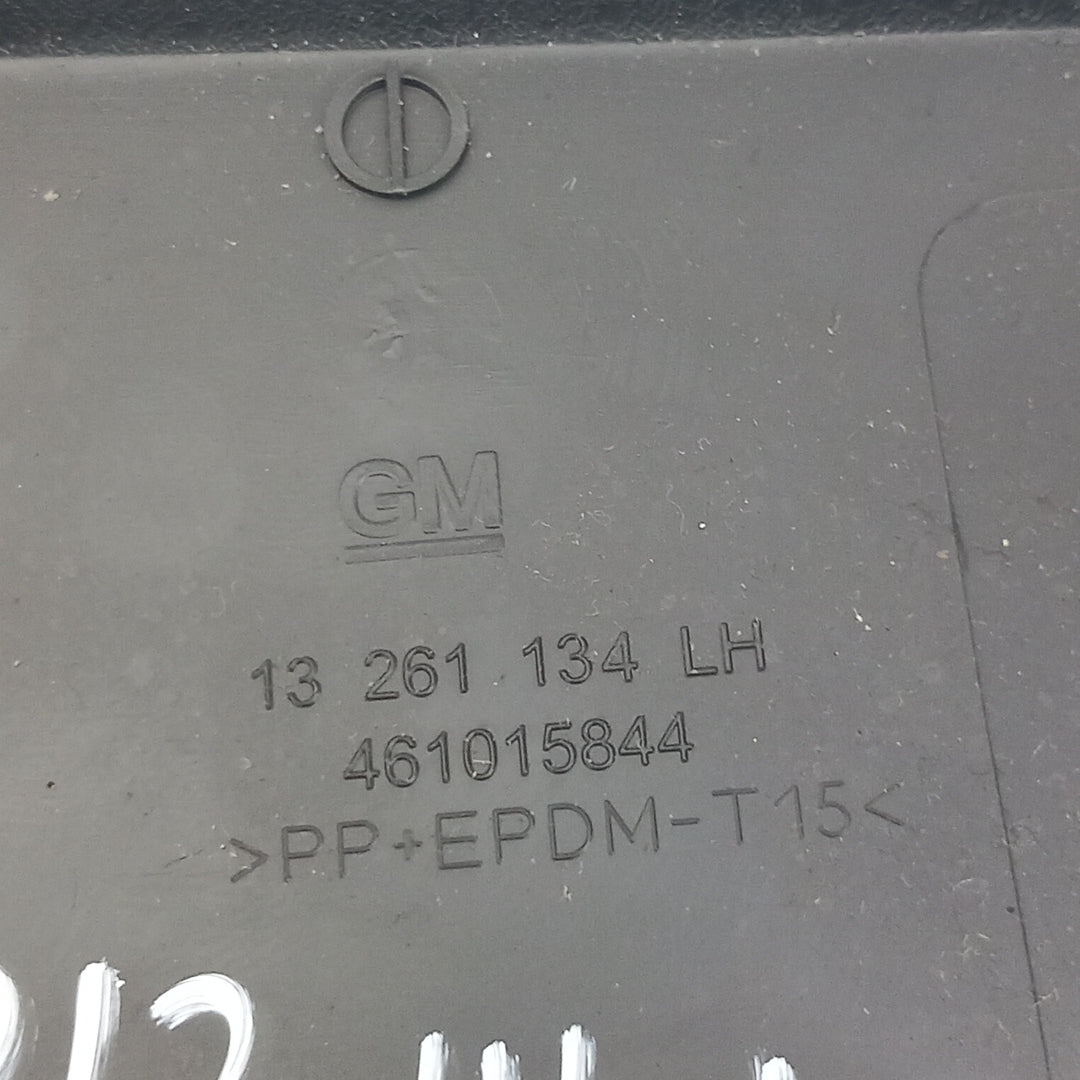 GM
13 261 134 LH
461015844
>PP+EPDM-T15<